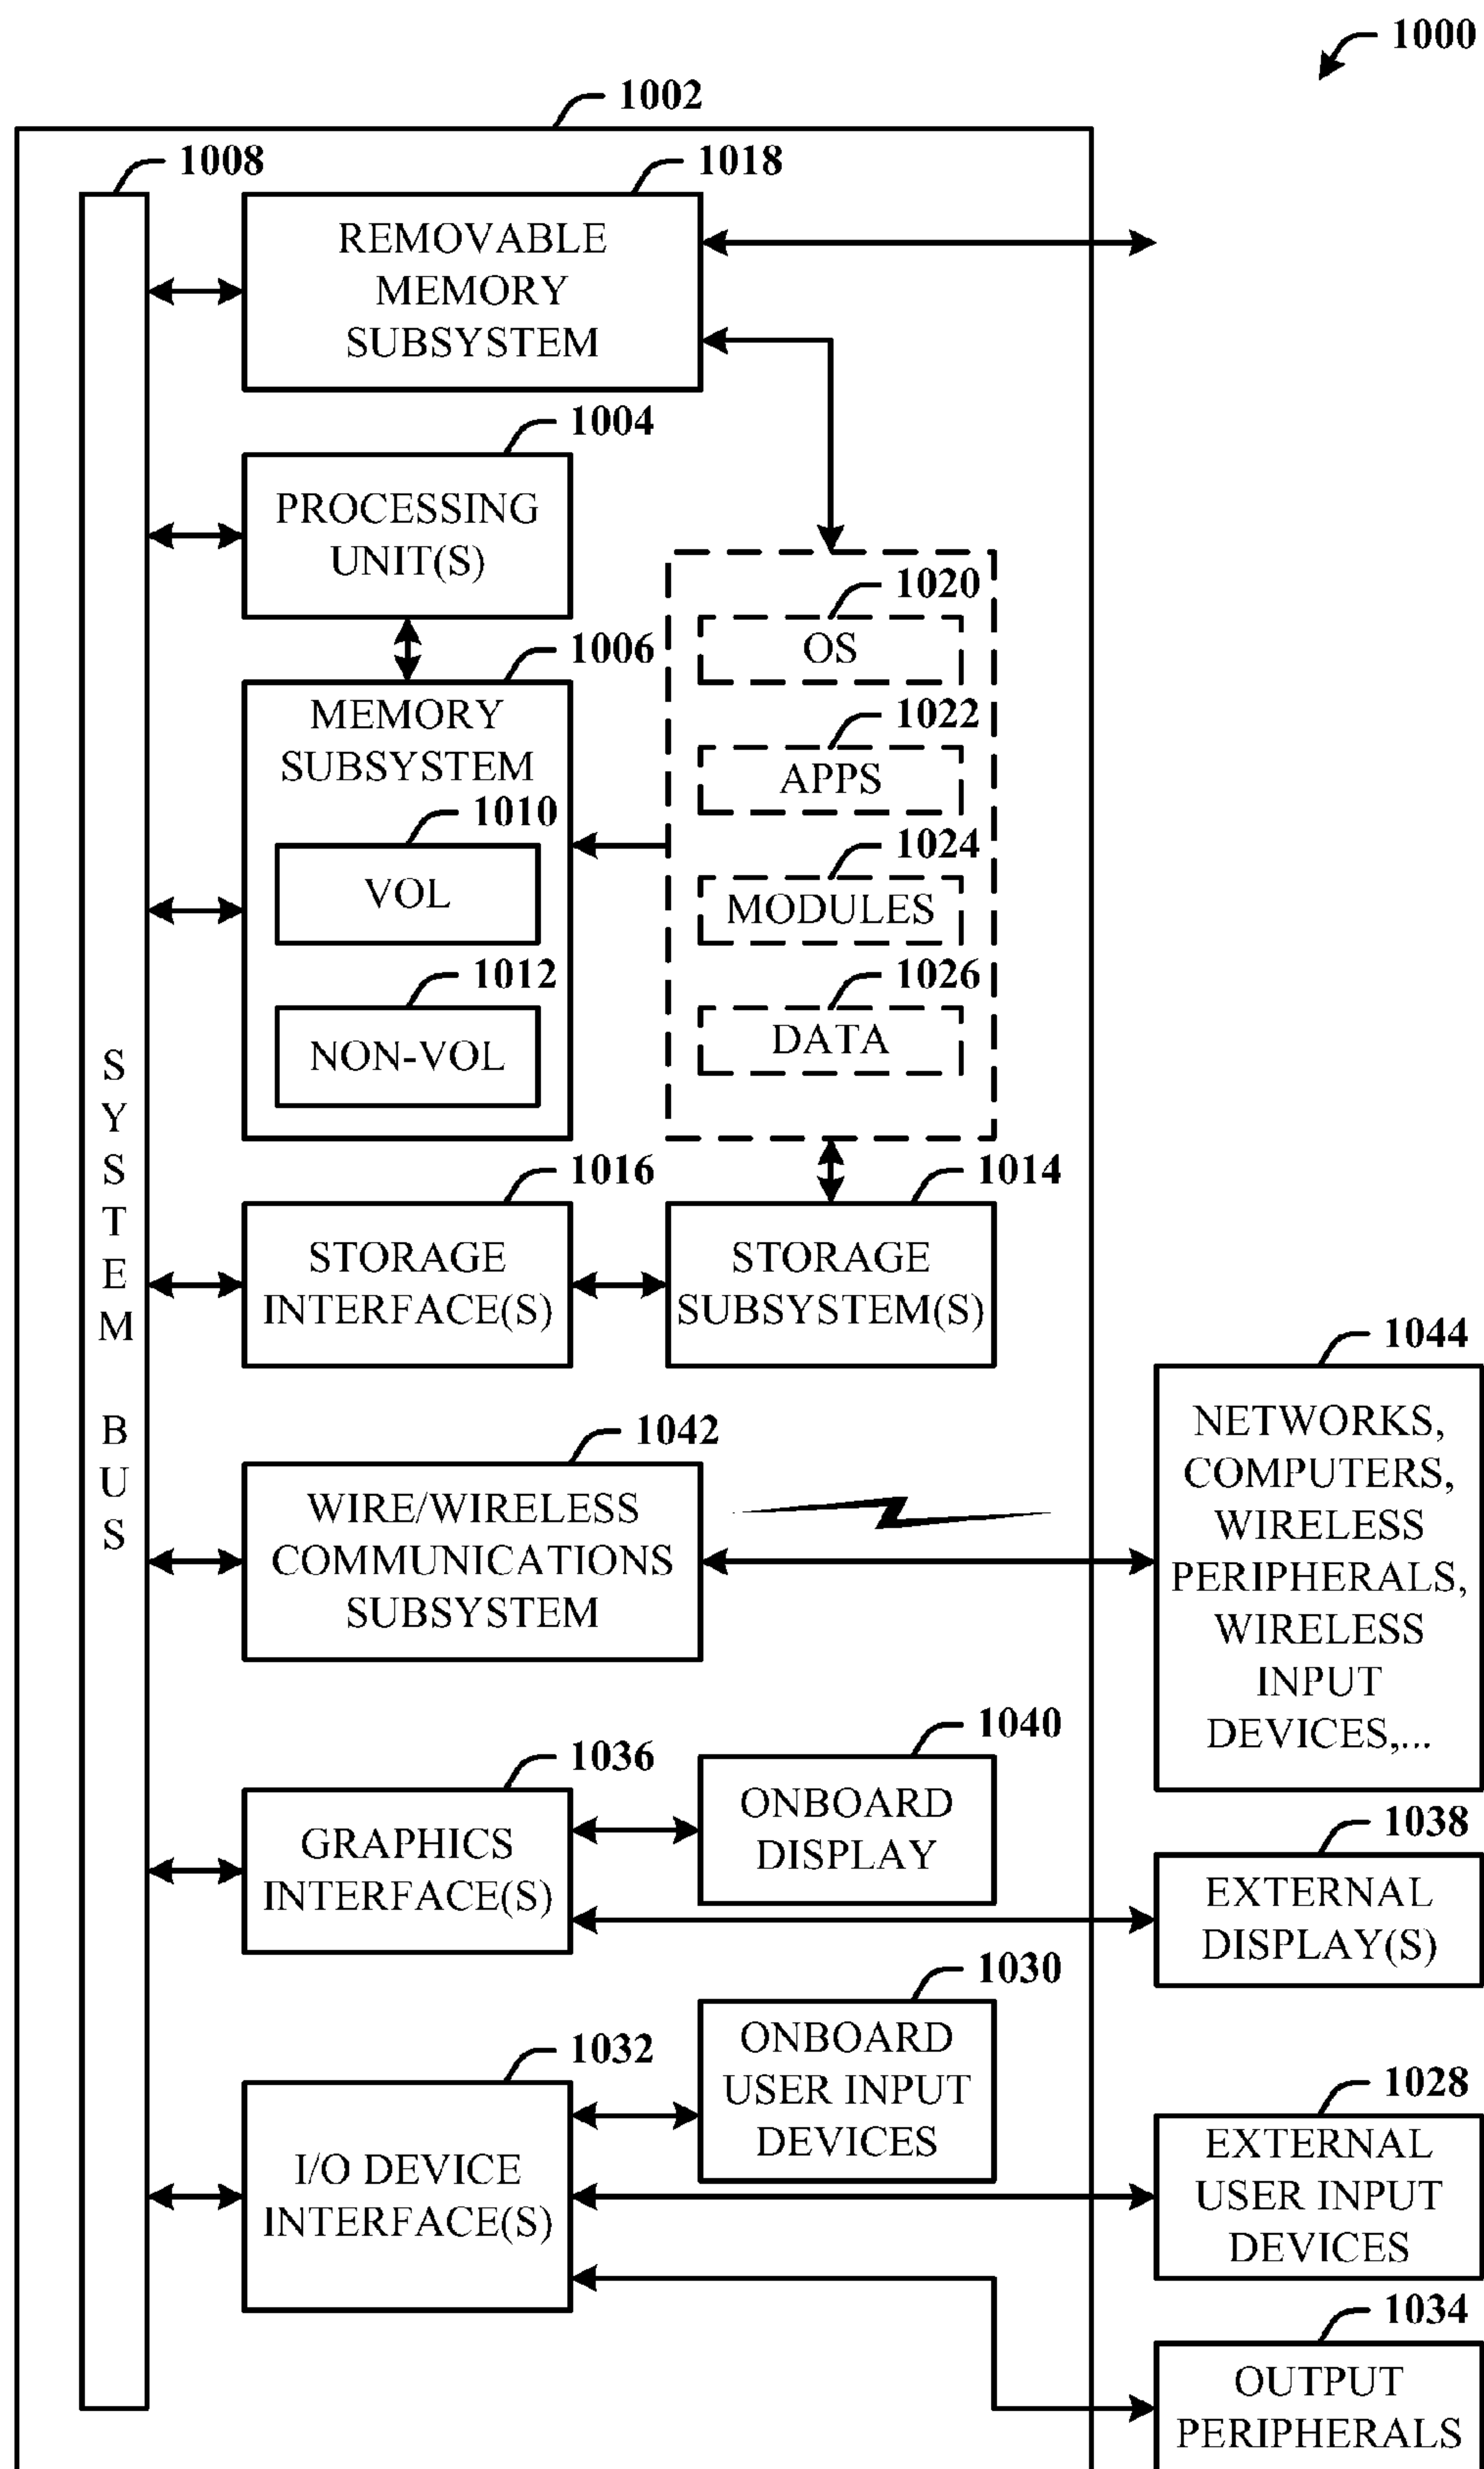 1000
1002
1008
1018
REMOVABLE
MEMORY
SUBSYSTEM
1004
PROCESSING
UNIT(S)
1006
MEMORY
SUBSYSTEM
1010
VOL
1012
NON-VOL
1020
OS
1022
APPS
1024
MODULES
1026
DATA
1016
STORAGE
INTERFACE(S)
1014
STORAGE
SUBSYSTEM(S)
SYSTEM BUS
1042
WIRE/WIRELESS
COMMUNICATIONS
SUBSYSTEM
1044
NETWORKS,
COMPUTERS,
WIRELESS
PERIPHERALS,
WIRELESS
INPUT
DEVICES,...
1036
GRAPHICS
INTERFACE(S)
1040
ONBOARD
DISPLAY
1038
EXTERNAL
DISPLAY(S)
1032
I/O DEVICE
INTERFACE(S)
1030
ONBOARD
USER INPUT
DEVICES
1028
EXTERNAL
USER INPUT
DEVICES
1034
OUTPUT
PERIPHERALS